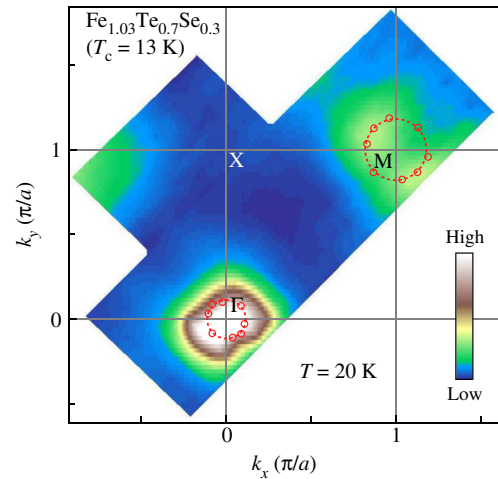 Fe1.03Te0.7Se0.3
(Tc = 13 K)
1
X
M
ky (π/a)
High
Γ
0
T = 20 K
Low
0
1
kx (π/a)